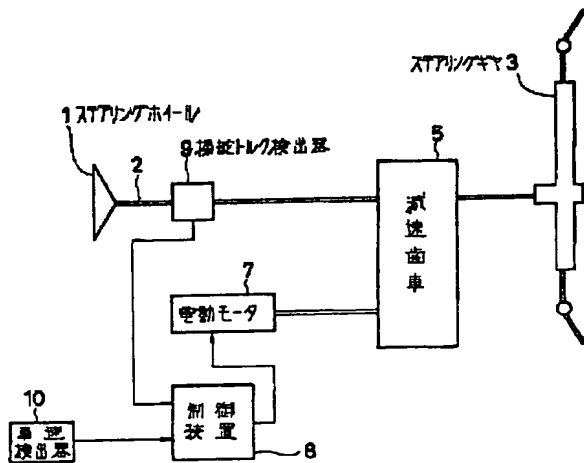 ステアリングギヤ 3
1 ステアリングホイール
2
9 操舵トルク検出器
5
減速歯車
7
電動モータ
制御
装置
8
10
車速
検出器